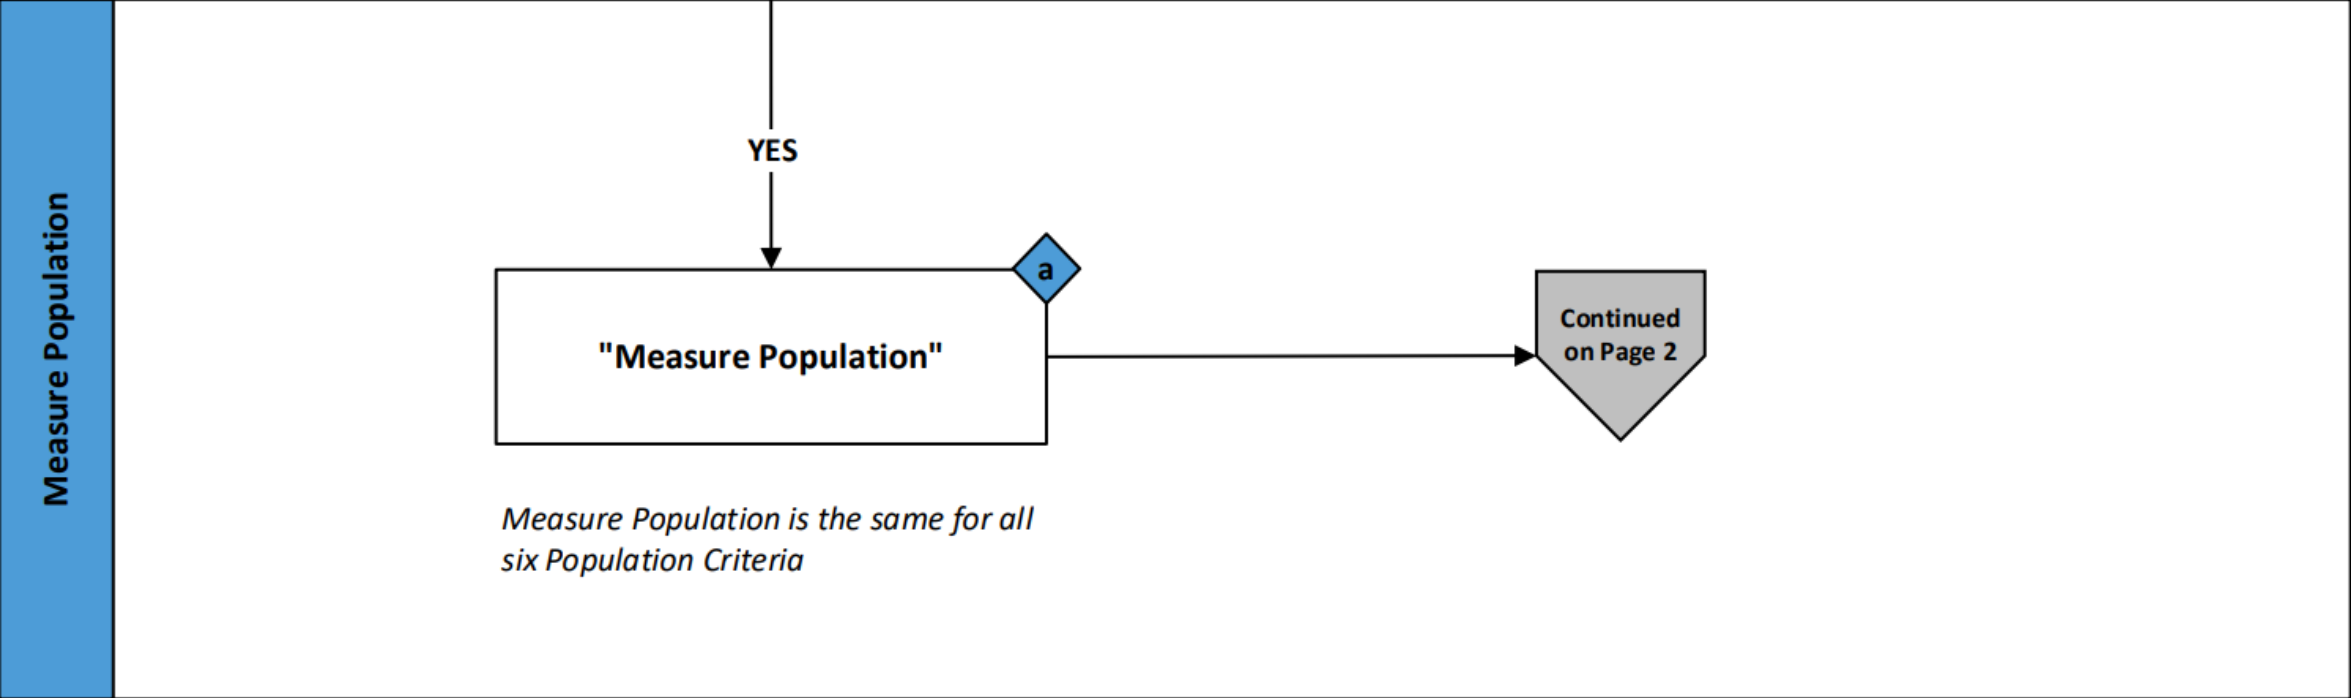 Measure Population
YES
a
"Measure Population"
Continued
on Page 2
Measure Population is the same for all
six Population Criteria